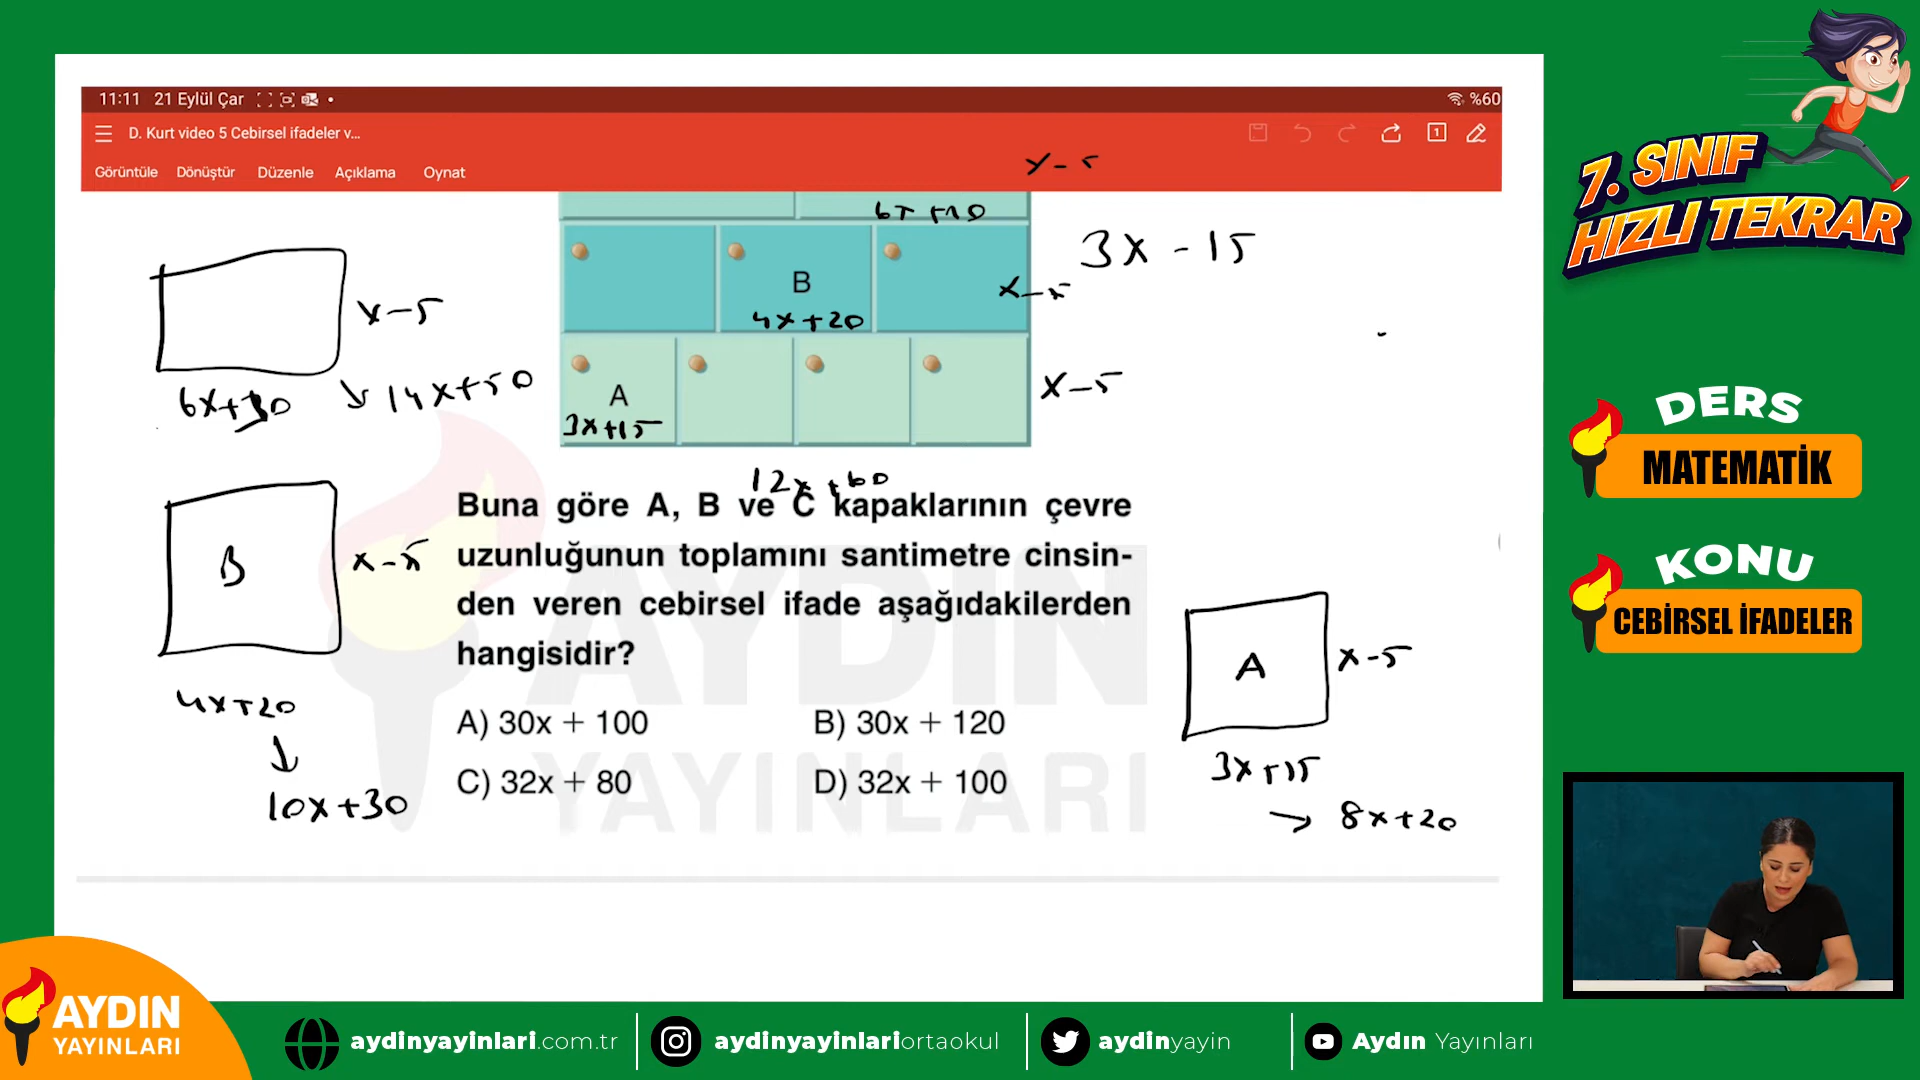 11:11 21 Eylül Çar
%60
D. Kurt video 5 Cebirsel ifadeler v...
1
Görüntüle Dönüştür Düzenle Açıklama Oynat
x-5
3x-15
B
4x+20
x-5
A
3x+15
x-5
12x+60
x-5
6x+30
14x+50
B
x-5
4x+20
10x+30
Buna göre A, B ve C kapaklarının çevre
uzunluğunun toplamını santimetre cinsin-
den veren cebirsel ifade aşağıdakilerden
hangisidir?
A) 30x + 100
B) 30x + 120
C) 32x + 80
D) 32x + 100
A
x-5
3x+15
8x+20
AYDIN
YAYINLARI
7. SINIF
HIZLI TEKRAR
DERS
MATEMATİK
KONU
CEBİRSEL İFADELER
AYDIN
YAYINLARI
aydinyayinlari.com.tr
aydinyayinlariortaokul
aydinyayin
Aydın Yayınları